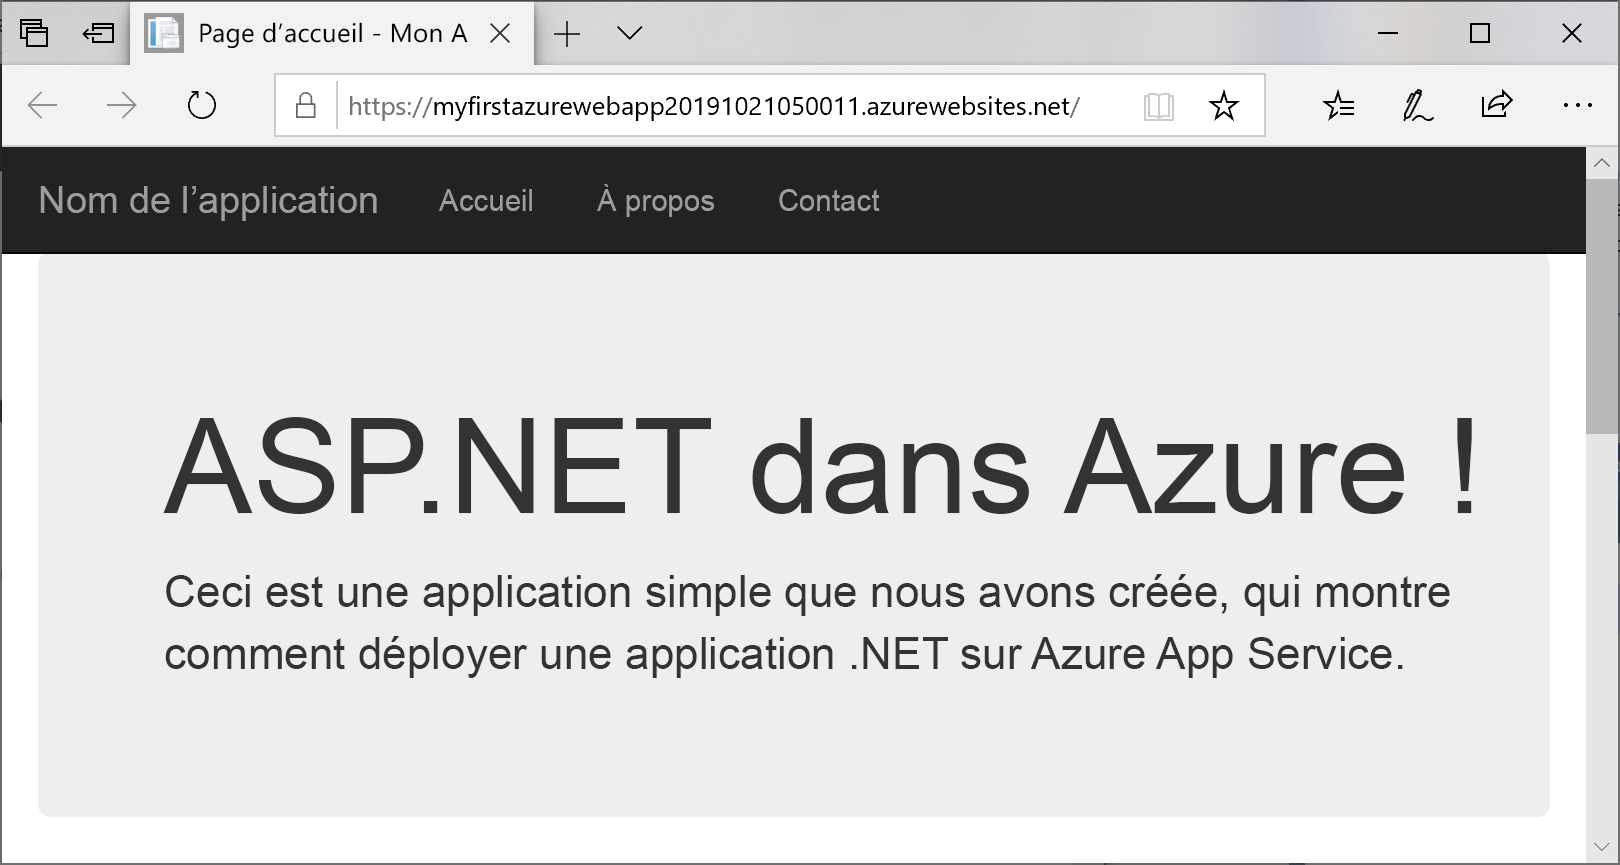 Page d’accueil - Mon A
https://myfirstazurewebapp20191021050011.azurewebsites.net/
Nom de l’application Accueil À propos Contact
ASP.NET dans Azure !
Ceci est une application simple que nous avons créée, qui montre
comment déployer une application .NET sur Azure App Service.